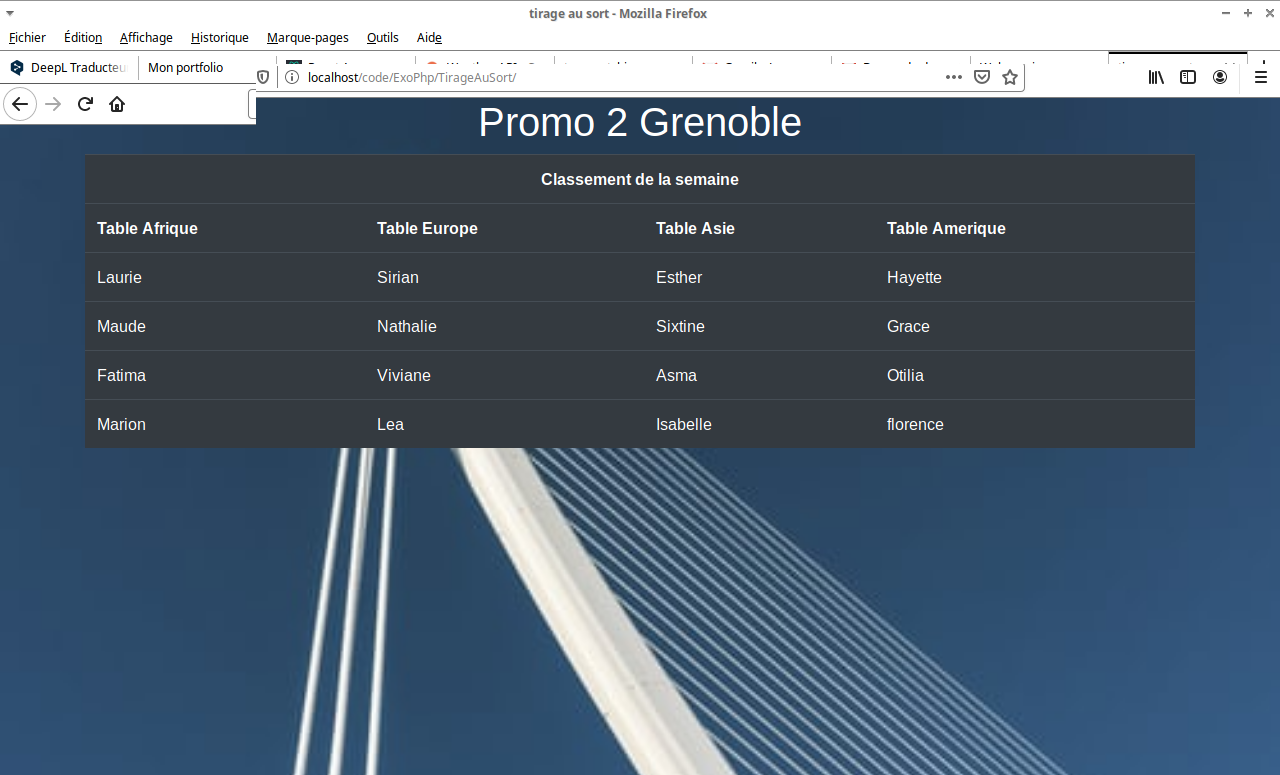 tirage au sort - Mozilla Firefox
Fichier Édition Affichage Historique Marque-pages Outils Aide
DeepL Traducteu Mon portfolio
localhost/code/ExoPhp/TirageAuSort/
Promo 2 Grenoble
Classement de la semaine
Table Afrique Table Europe Table Asie Table Amerique
Laurie Sirian Esther Hayette
Maude Nathalie Sixtine Grace
Fatima Viviane Asma Otilia
Marion Lea Isabelle florence